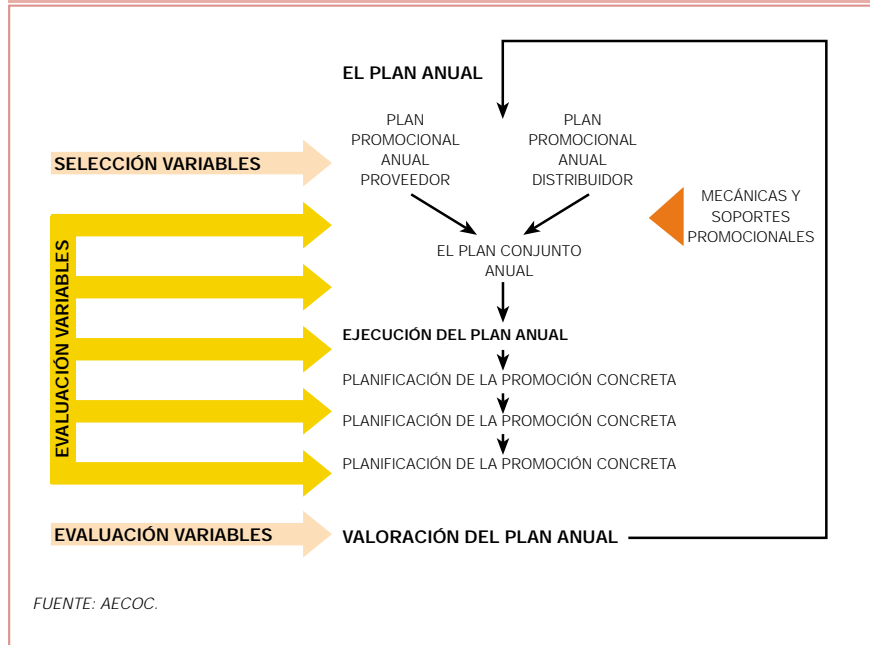 EL PLAN ANUAL
PLAN
PROMOCIONAL
ANUAL
PROVEEDOR
PLAN
PROMOCIONAL
ANUAL
DISTRIBUIDOR
SELECCIÓN VARIABLES
MECÁNICAS Y
SOPORTES
PROMOCIONALES
EVALUACIÓN VARIABLES
EL PLAN CONJUNTO
ANUAL
EJECUCIÓN DEL PLAN ANUAL
PLANIFICACIÓN DE LA PROMOCIÓN CONCRETA
PLANIFICACIÓN DE LA PROMOCIÓN CONCRETA
PLANIFICACIÓN DE LA PROMOCIÓN CONCRETA
EVALUACIÓN VARIABLES
VALORACIÓN DEL PLAN ANUAL
FUENTE: AECOC.